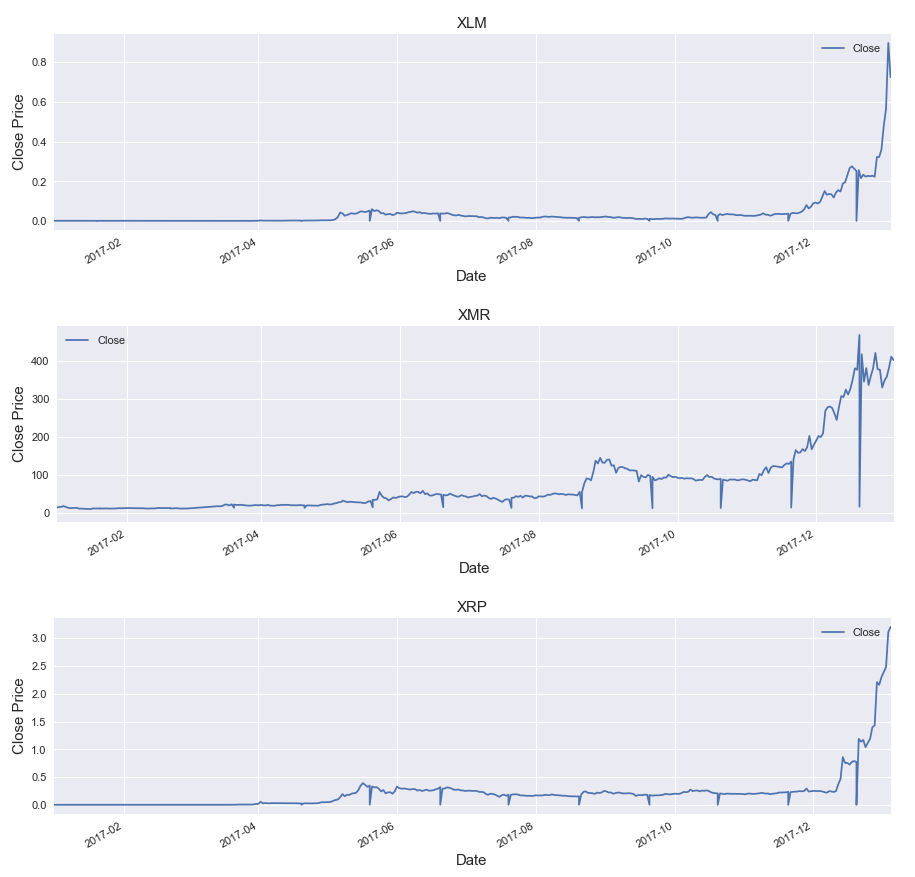 XLM
Close
0.8
0.6
0.4
0.2
0.0
Close Price
2017-02
2017-04
2017-06
2017-08
2017-10
2017-12
Date
XMR
Close
400
300
200
100
0
Close Price
2017-02
2017-04
2017-06
2017-08
2017-10
2017-12
Date
XRP
Close
3.0
2.5
2.0
1.5
1.0
0.5
0.0
Close Price
2017-02
2017-04
2017-06
2017-08
2017-10
2017-12
Date